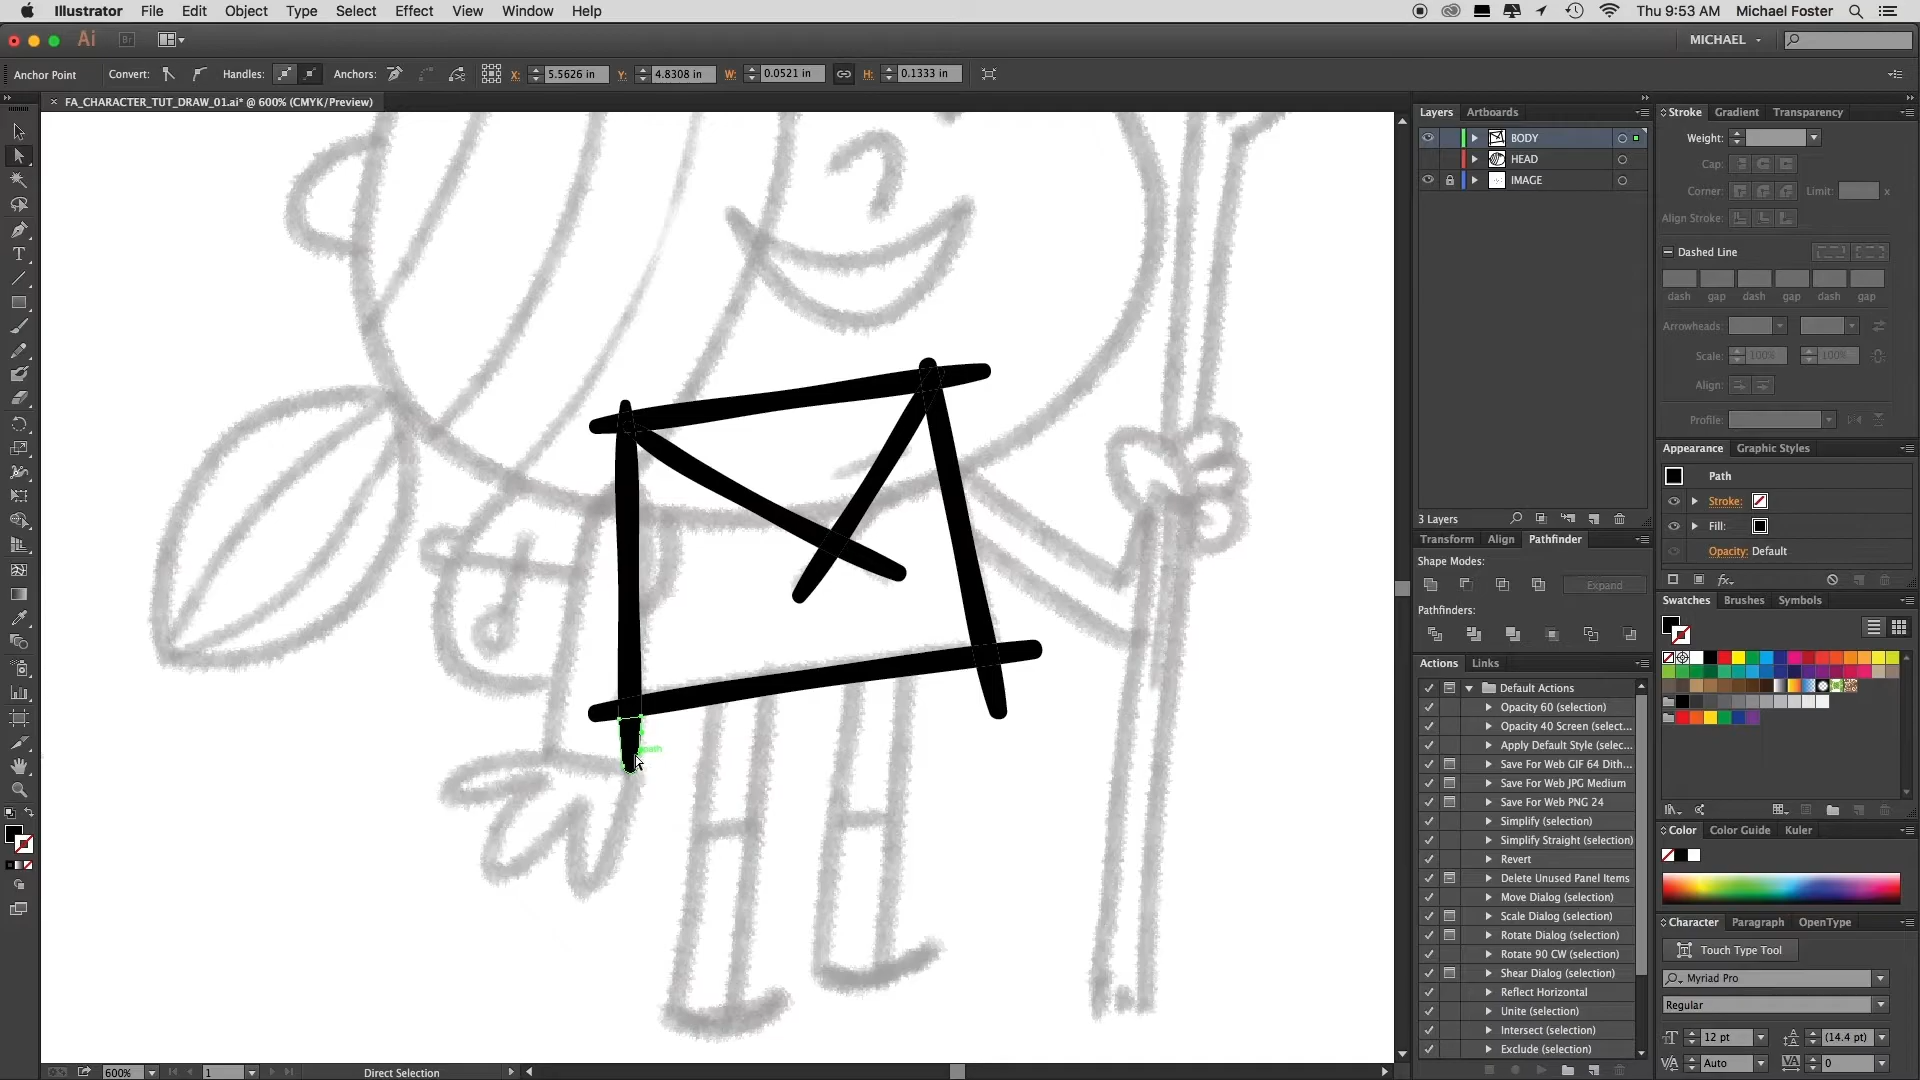 Illustrator File Edit Object Type Select Effect View Window Help
Thu 9:53 AM Michael Foster
Ai Br MICHAEL
Anchor Point Convert: Handles: Anchors: X: 5.5626 in Y: 4.8308 in W: 0.0521 in H: 0.1333 in
× FA_CHARACTER_TUT_DRAW_01.ai* @ 600% (CMYK/Preview)
Layers Artboards
BODY
HEAD
IMAGE
3 Layers
Transform Align Pathfinder
Shape Modes:
Expand
Pathfinders:
Actions Links
Default Actions
Opacity 60 (selection)
Opacity 40 Screen (select...
Apply Default Style (selec...
Save For Web GIF 64 Dith...
Save For Web JPG Medium
Save For Web PNG 24
Simplify (selection)
Simplify Straight (selection)
Revert
Delete Unused Panel Items
Move Dialog (selection)
Scale Dialog (selection)
Rotate Dialog (selection)
Rotate 90 CW (selection)
Shear Dialog (selection)
Reflect Horizontal
Unite (selection)
Intersect (selection)
Exclude (selection)
Stroke Gradient Transparency
Weight:
Cap:
Corner: Limit: x
Align Stroke:
Dashed Line
dash gap dash gap dash gap
Arrowheads:
Scale: 100% 100%
Align:
Profile:
Appearance Graphic Styles
Path
Stroke:
Fill:
Opacity: Default
fx
Swatches Brushes Symbols
Color Color Guide Kuler
Character Paragraph OpenType
Touch Type Tool
Myriad Pro
Regular
12 pt (14.4 pt)
Auto 0
path
600% 1 Direct Selection